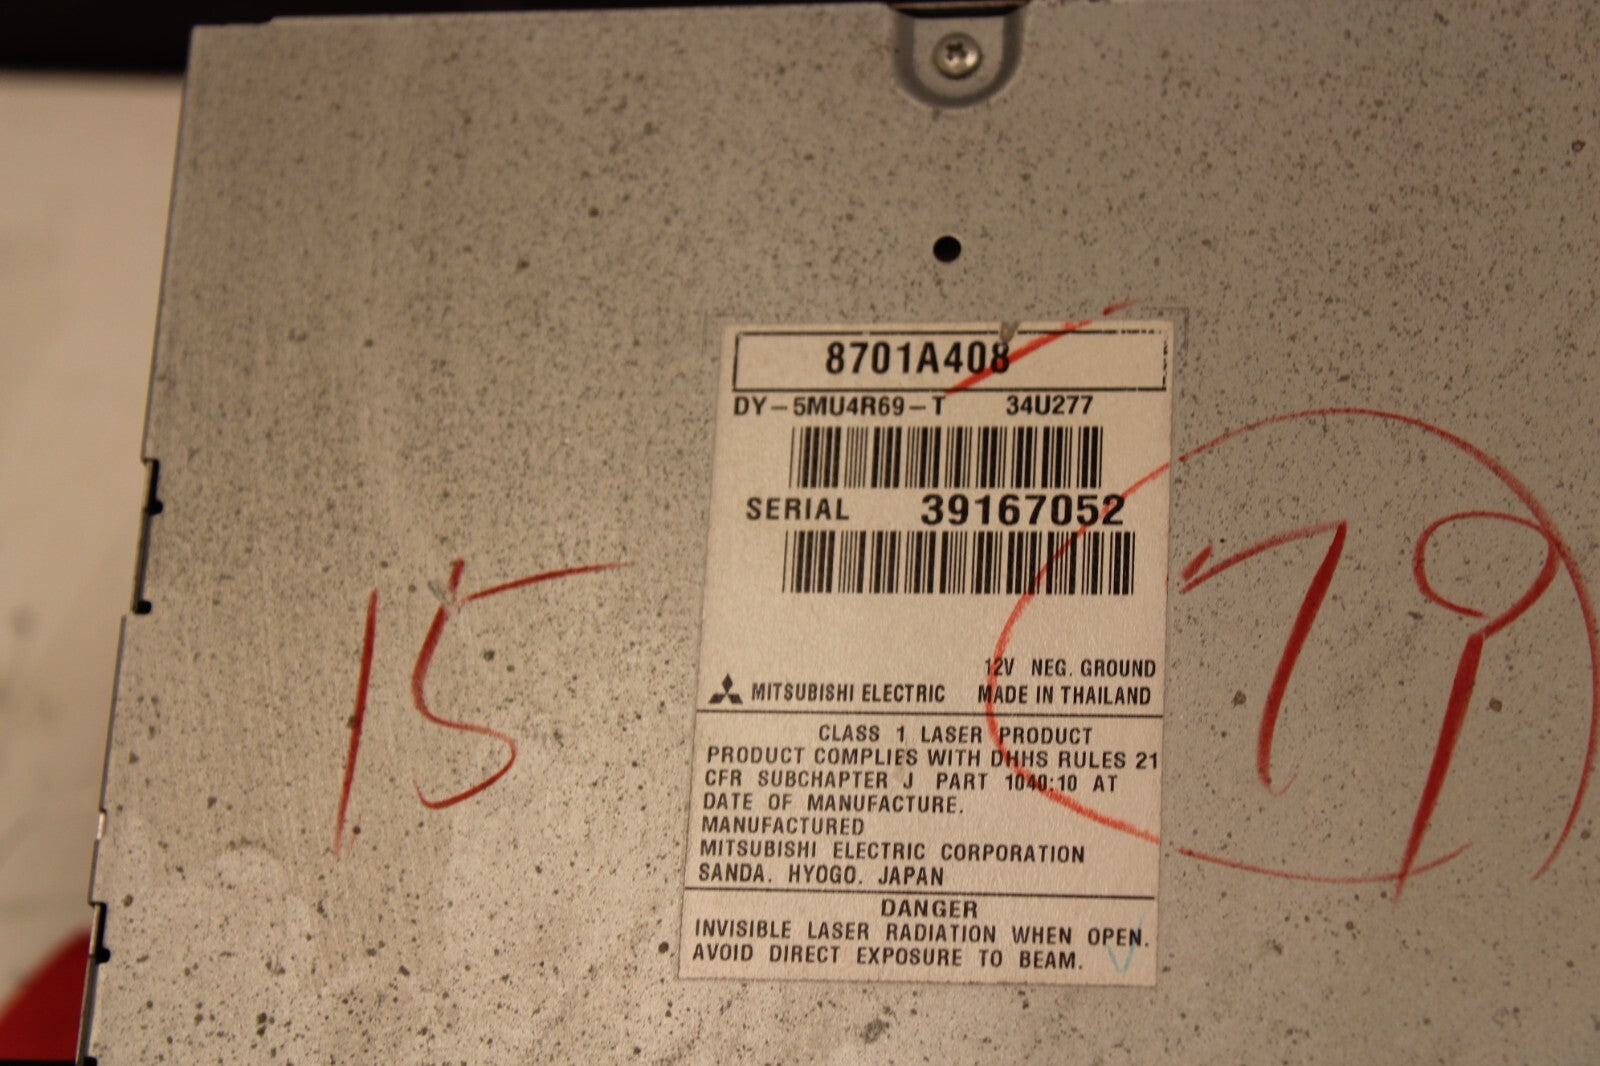 8701A408
DY-5MU4R69-T 34U277
SERIAL 39167052
12V NEG. GROUND
MITSUBISHI ELECTRIC MADE IN THAILAND
CLASS 1 LASER PRODUCT
PRODUCT COMPLIES WITH DHHS RULES 21
CFR SUBCHAPTER J PART 1040:10 AT
DATE OF MANUFACTURE.
MANUFACTURED
MITSUBISHI ELECTRIC CORPORATION
SANDA. HYOGO. JAPAN
DANGER
INVISIBLE LASER RADIATION WHEN OPEN.
AVOID DIRECT EXPOSURE TO BEAM.
15
79